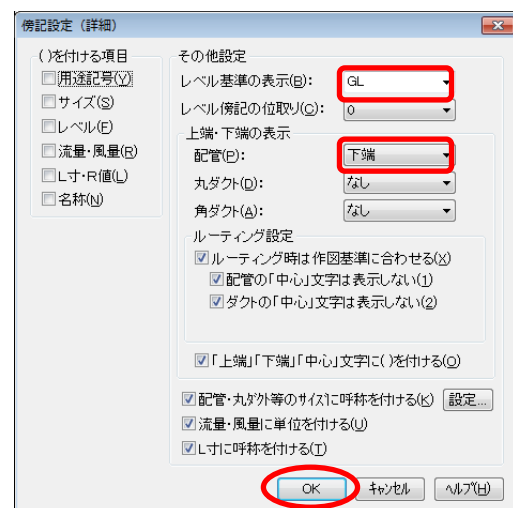 傍記設定（詳細）
( )を付ける項目
用途記号(Y)
サイズ(S)
レベル(F)
流量・風量(R)
L寸・R値(L)
名称(N)
その他設定
レベル基準の表示(B): GL
レベル傍記の位取り(C): 0
上端・下端の表示
配管(P): 下端
丸ダクト(D): なし
角ダクト(A): なし
ルーティング設定
ルーティング時は作図基準に合わせる(X)
配管の「中心」文字は表示しない(1)
ダクトの「中心」文字は表示しない(2)
「上端」「下端」「中心」文字に( )を付ける(O)
配管・丸ダクト等のサイズに呼称を付ける(K) 設定...
流量・風量に単位を付ける(U)
L寸に呼称を付ける(T)
OK キャンセル ヘルプ(H)